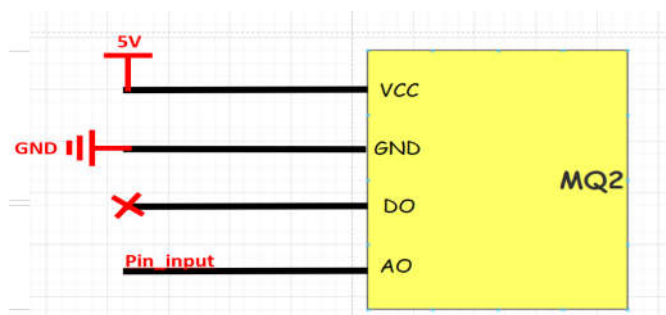 5V
VCC
GND
GND
MQ2
DO
Pin_input
AO